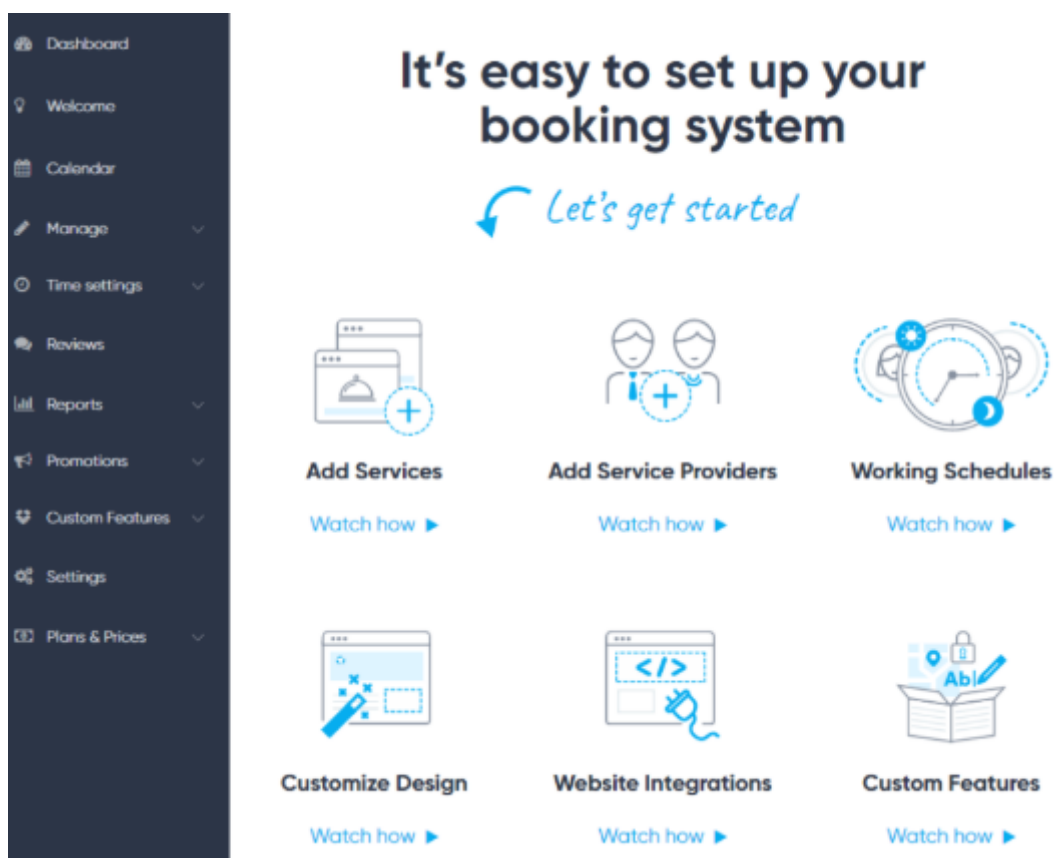 Dashboard
Welcome
Calendar
Manage
Time settings
Reviews
Reports
Promotions
Custom Features
Settings
Plans & Prices
It's easy to set up your
booking system
Let's get started
Add Services
Add Service Providers
Working Schedules
Watch how
Watch how
Watch how
</>
Ab
Customize Design
Website Integrations
Custom Features
Watch how
Watch how
Watch how